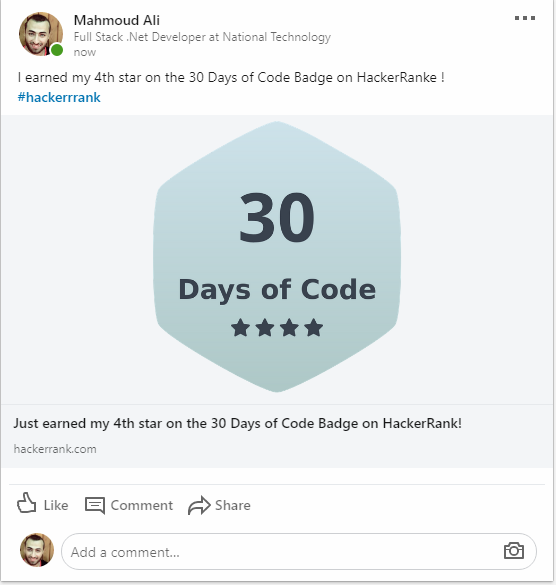 Mahmoud Ali
Full Stack .Net Developer at National Technology
now
I earned my 4th star on the 30 Days of Code Badge on HackerRanke !
#hackerrrank
30
Days of Code
Just earned my 4th star on the 30 Days of Code Badge on HackerRank!
hackerrank.com
Like Comment Share
Add a comment...